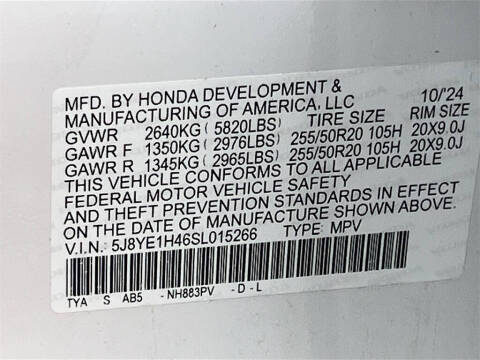 MFD. BY HONDA DEVELOPMENT &
MANUFACTURING OF AMERICA, LLC 10/'24
GVWR 2640KG ( 5820LBS) TIRE SIZE RIM SIZE
GAWR F 1350KG ( 2976LBS) 255/50R20 105H 20X9.0J
GAWR R 1345KG ( 2965LBS) 255/50R20 105H 20X9.0J
THIS VEHICLE CONFORMS TO ALL APPLICABLE
FEDERAL MOTOR VEHICLE SAFETY
AND THEFT PREVENTION STANDARDS IN EFFECT
ON THE DATE OF MANUFACTURE SHOWN ABOVE.
V.I.N. 5J8YE1H46SL015266 TYPE: MPV
TYA S AB5 -NH883PV -D-L